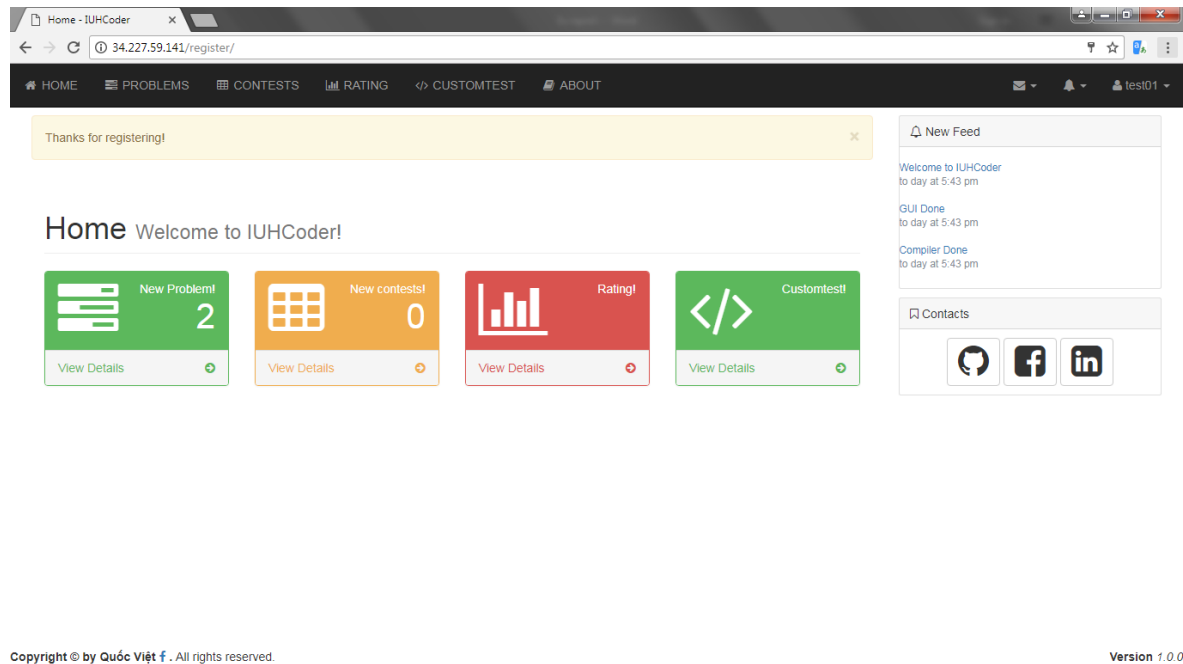 Home - IUHCoder
34.227.59.141/register/
HOME PROBLEMS CONTESTS RATING CUSTOMTEST ABOUT test01
Thanks for registering!
Home Welcome to IUHCoder!
New Problem!
2
View Details
New contests!
0
View Details
Rating!
View Details
Customtest!
View Details
New Feed
Welcome to IUHCoder
to day at 5:43 pm
GUI Done
to day at 5:43 pm
Compiler Done
to day at 5:43 pm
Contacts
Copyright © by Quốc Việt f . All rights reserved.
Version 1.0.0